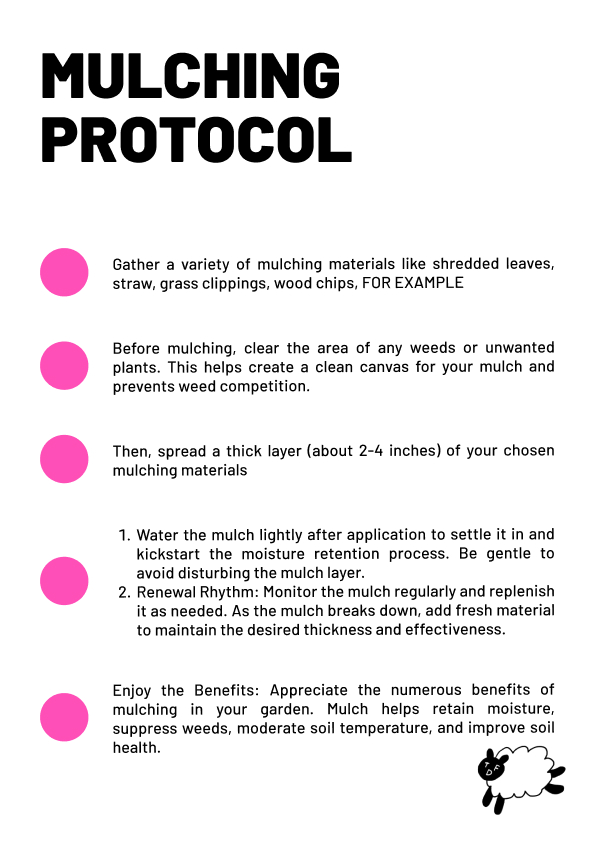 MULCHING
PROTOCOL
Gather a variety of mulching materials like shredded leaves,
straw, grass clippings, wood chips, FOR EXAMPLE
Before mulching, clear the area of any weeds or unwanted
plants. This helps create a clean canvas for your mulch and
prevents weed competition.
Then, spread a thick layer (about 2-4 inches) of your chosen
mulching materials
1. Water the mulch lightly after application to settle it in and
kickstart the moisture retention process. Be gentle to
avoid disturbing the mulch layer.
2. Renewal Rhythm: Monitor the mulch regularly and replenish
it as needed. As the mulch breaks down, add fresh material
to maintain the desired thickness and effectiveness.
Enjoy the Benefits: Appreciate the numerous benefits of
mulching in your garden. Mulch helps retain moisture,
suppress weeds, moderate soil temperature, and improve soil
health.
TDF